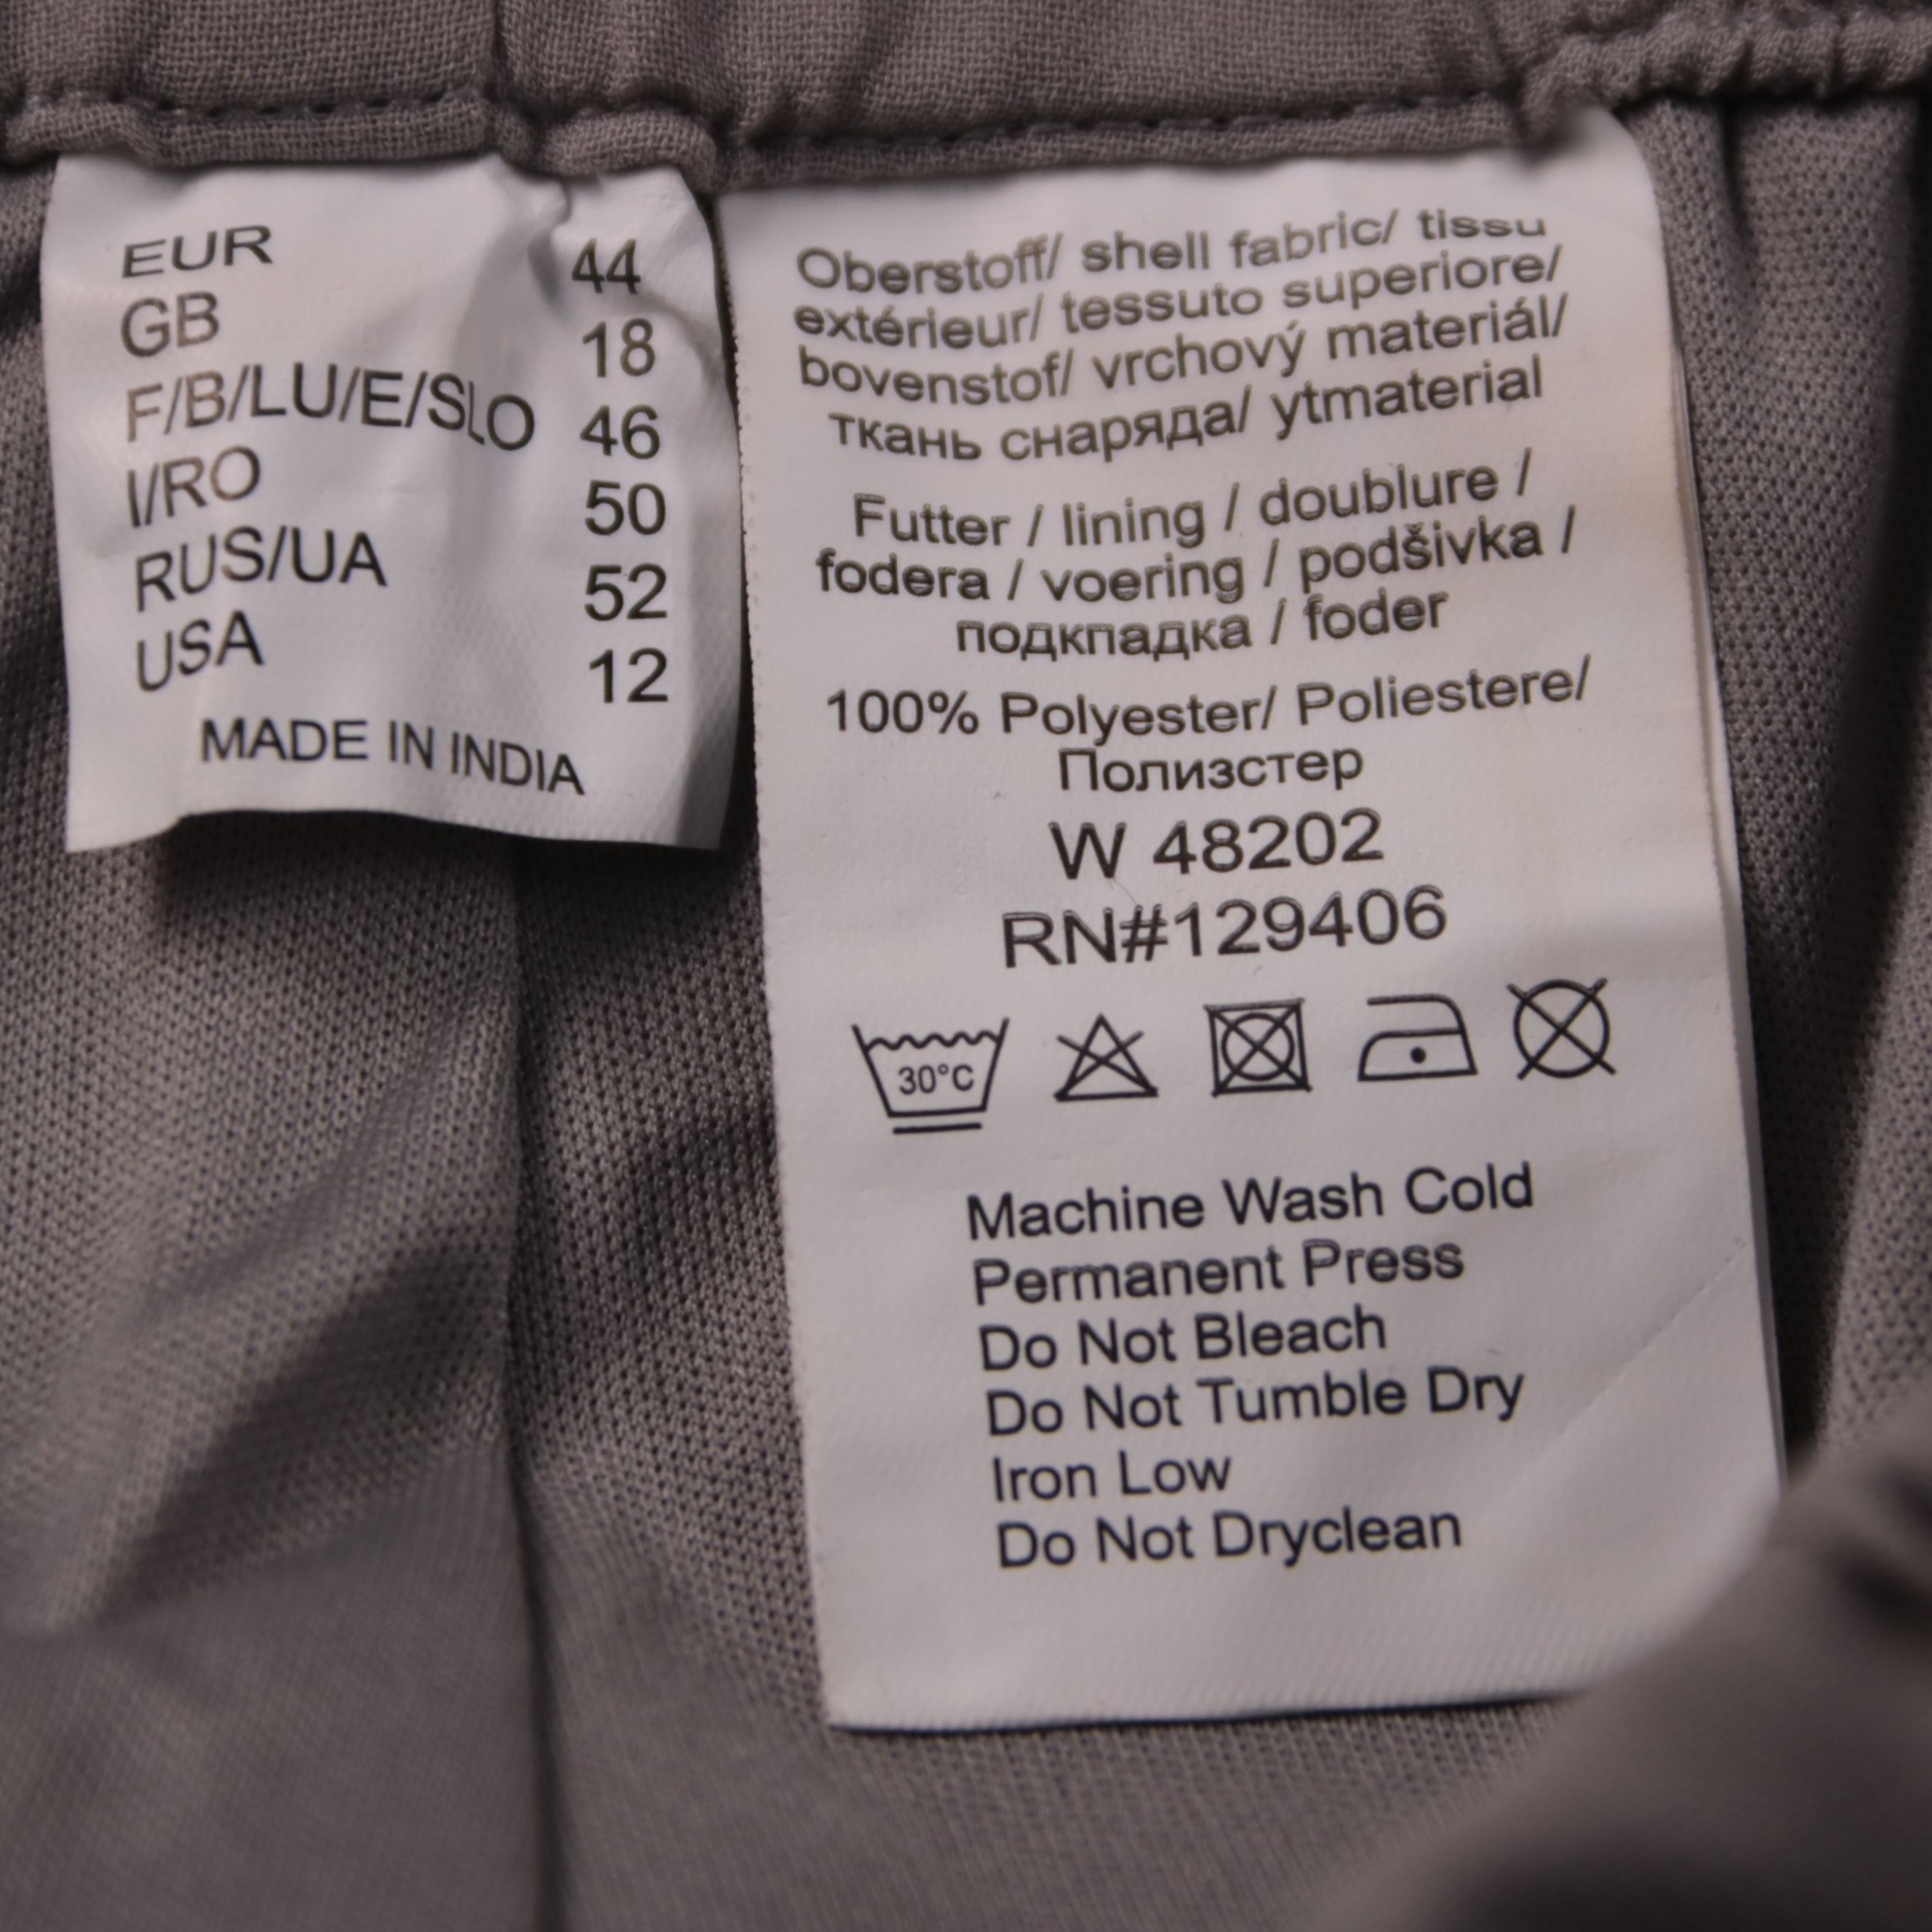 EUR 44
GB 18
F/B/LU/E/SLO 46
I/RO 50
RUS/UA 52
USA 12
MADE IN INDIA
Oberstoff/ shell fabric/ tissu
extérieur/ tessuto superiore/
bovenstof/ vrchový materiál/
ткань снаряда/ ytmaterial
Futter / lining / doublure /
fodera / voering / podšivka /
подкпадка / foder
100% Polyester/ Poliestere/
Полизстер
W 48202
RN#129406
30°C
Machine Wash Cold
Permanent Press
Do Not Bleach
Do Not Tumble Dry
Iron Low
Do Not Dryclean